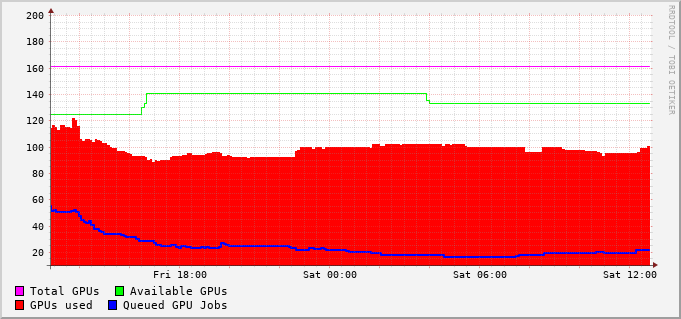 200
180
160
140
120
100
80
60
40
20
Fri 18:00 Sat 00:00 Sat 06:00 Sat 12:00
Total GPUs Available GPUs
GPUs used Queued GPU Jobs
RRDTOOL / TOBI OETIKER